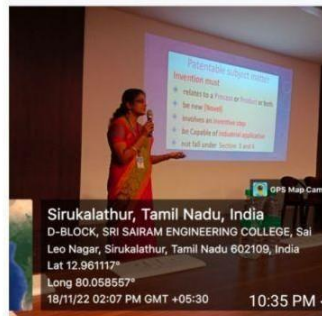 Patentable subject matter
Invention must
relates to a Process or Product or both
be new (Novel)
involves an inventive step
be Capable of industrial application
not fall under Section 3 and 4
GPS Map Cam
Sirukalathur, Tamil Nadu, India
D-BLOCK, SRI SAIRAM ENGINEERING COLLEGE, Sai
Leo Nagar, Sirukalathur, Tamil Nadu 602109, India
Lat 12.961117°
Long 80.058557°
18/11/22 02:07 PM GMT +05:30
10:35 PM